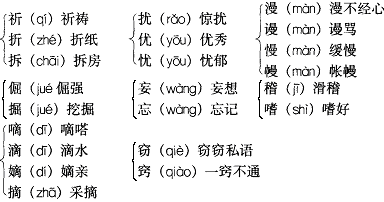 祈（qí）祈祷
折（zhé）折纸
拆（chāi）拆房
扰（rǎo）惊扰
优（yōu）优秀
忧（yōu）忧郁
漫（màn）漫不经心
谩（màn）谩骂
慢（màn）缓慢
幔（màn）帐幔
倔（jué 倔强
掘（jué）挖掘
妄（wàng）妄想
忘（wàng）忘记
稽（jī）滑稽
嗜（shì）嗜好
嘀（dī）嘀嗒
滴（dī）滴水
嫡（dí）嫡亲
摘（zhā）采摘
窃（qiè）窃窃私语
窍（qiào）一窍不通